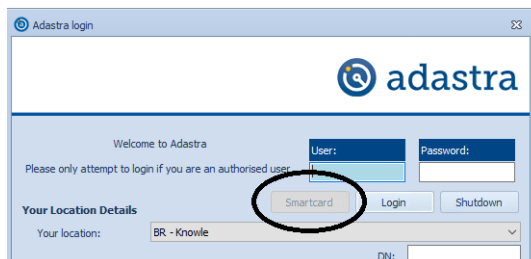 Adastra login
adastra
Welcome to Adastra
Please only attempt to login if you are an authorised user
User:
Password:
Smartcard
Login
Shutdown
Your Location Details
Your location:
BR - Knowle
DN: